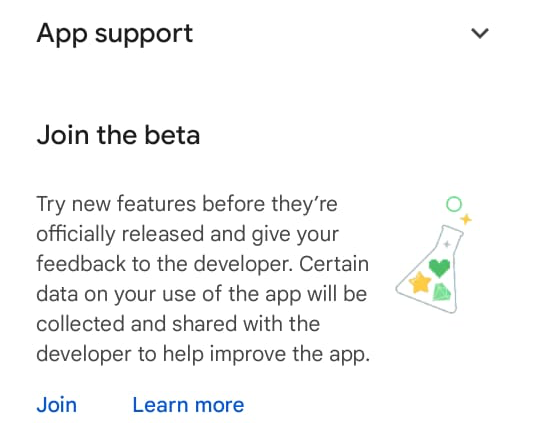 App support
Join the beta
Try new features before they’re
officially released and give your
feedback to the developer. Certain
data on your use of the app will be
collected and shared with the
developer to help improve the app.
Join
Learn more